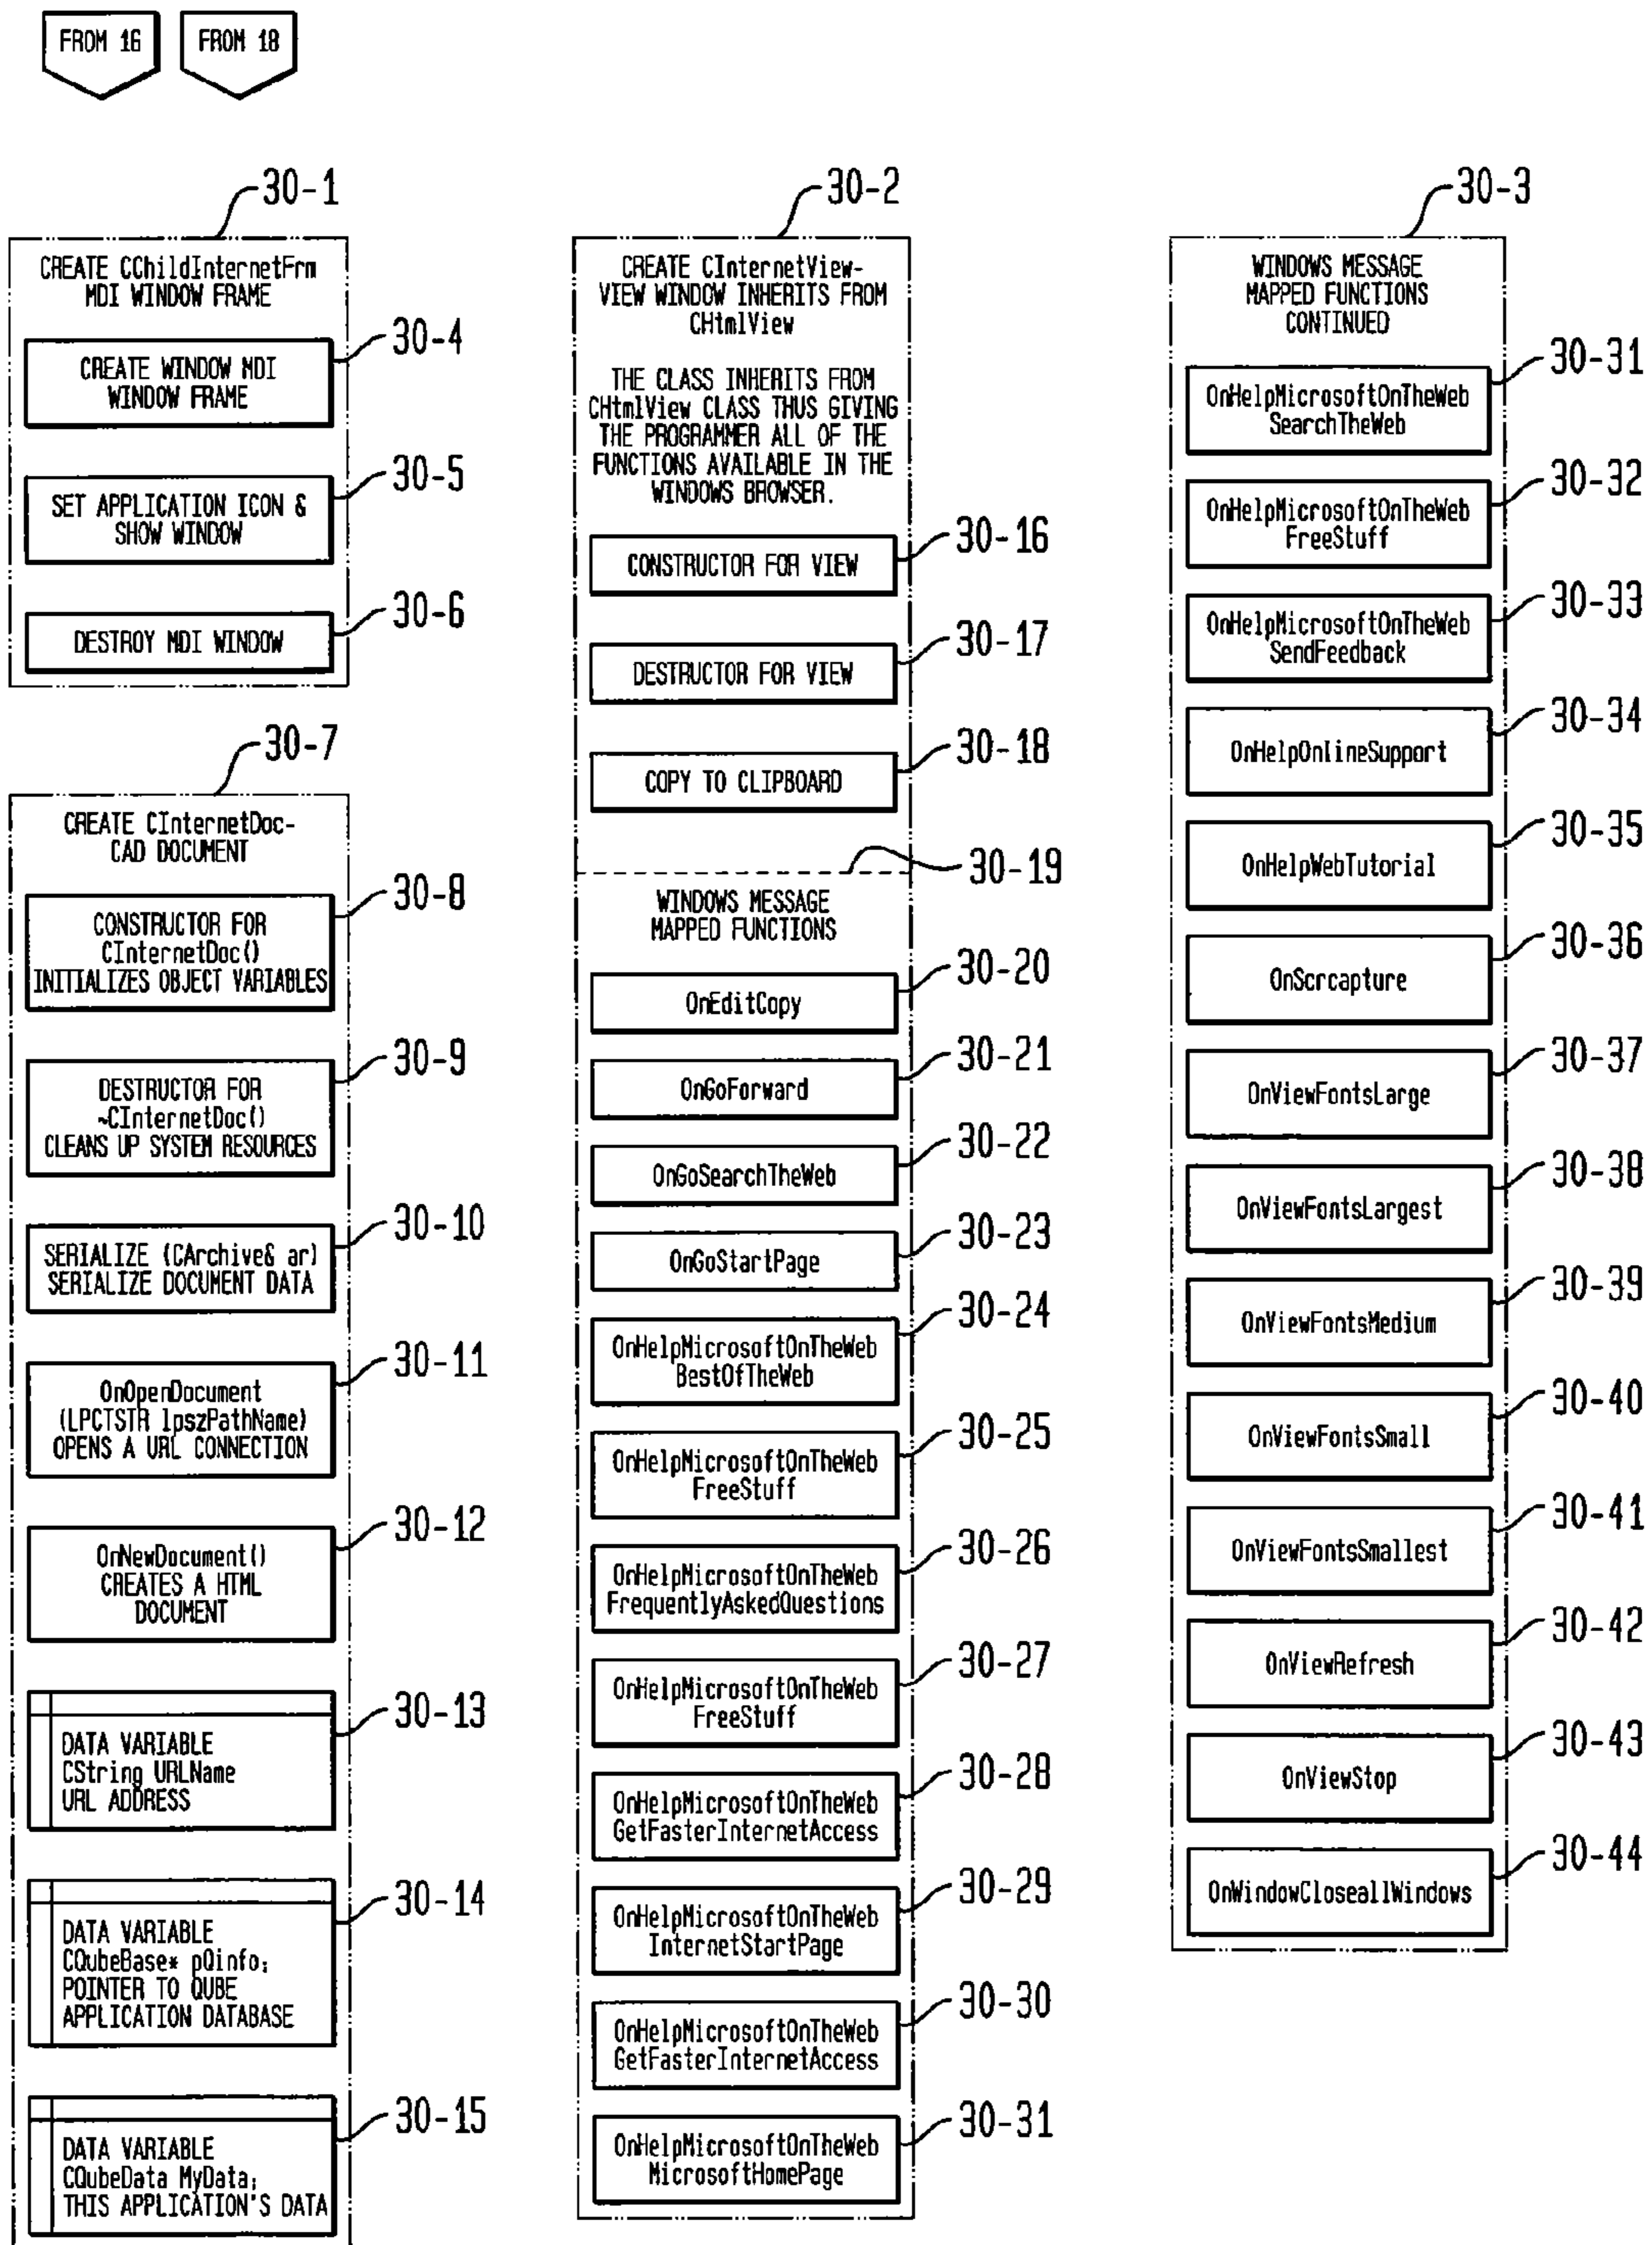 FROM 16
FROM 18
30-1
CREATE CChildInternetFrm
MDI WINDOW FRAME
30-4
CREATE WINDOW MDI
WINDOW FRAME
30-5
SET APPLICATION ICON &
SHOW WINDOW
30-6
DESTROY MDI WINDOW
30-7
CREATE CInternetDoc-
CAD DOCUMENT
30-8
CONSTRUCTOR FOR
CInternetDoc()
INITIALIZES OBJECT VARIABLES
30-9
DESTRUCTOR FOR
~CInternetDoc()
CLEANS UP SYSTEM RESOURCES
30-10
SERIALIZE (CArchive& ar)
SERIALIZE DOCUMENT DATA
30-11
OnOpenDocument
(LPCTSTR lpszPathName)
OPENS A URL CONNECTION
30-12
OnNewDocument()
CREATES A HTML
DOCUMENT
30-13
DATA VARIABLE
CString URLName
URL ADDRESS
30-14
DATA VARIABLE
CQubeBase* pQinfo;
POINTER TO QUBE
APPLICATION DATABASE
30-15
DATA VARIABLE
CQubeData MyData;
THIS APPLICATION'S DATA
30-2
CREATE CInternetView-
VIEW WINDOW INHERITS FROM
CHtmlView
THE CLASS INHERITS FROM
CHtmlView CLASS THUS GIVING
THE PROGRAMMER ALL OF THE
FUNCTIONS AVAILABLE IN THE
WINDOWS BROWSER.
30-16
CONSTRUCTOR FOR VIEW
30-17
DESTRUCTOR FOR VIEW
30-18
COPY TO CLIPBOARD
30-19
WINDOWS MESSAGE
MAPPED FUNCTIONS
30-20
OnEditCopy
30-21
OnGoForward
30-22
OnGoSearchTheWeb
30-23
OnGoStartPage
30-24
OnHelpMicrosoftOnTheWeb
BestOfTheWeb
30-25
OnHelpMicrosoftOnTheWeb
FreeStuff
30-26
OnHelpMicrosoftOnTheWeb
FrequentlyAskedQuestions
30-27
OnHelpMicrosoftOnTheWeb
FreeStuff
30-28
OnHelpMicrosoftOnTheWeb
GetFasterInternetAccess
30-29
OnHelpMicrosoftOnTheWeb
InternetStartPage
30-30
OnHelpMicrosoftOnTheWeb
GetFasterInternetAccess
30-31
OnHelpMicrosoftOnTheWeb
MicrosoftHomePage
30-3
WINDOWS MESSAGE
MAPPED FUNCTIONS
CONTINUED
30-31
OnHelpMicrosoftOnTheWeb
SearchTheWeb
30-32
OnHelpMicrosoftOnTheWeb
FreeStuff
30-33
OnHelpMicrosoftOnTheWeb
SendFeedback
30-34
OnHelpOnlineSupport
30-35
OnHelpWebTutorial
30-36
OnScrcapture
30-37
OnViewFontsLarge
30-38
OnViewFontsLargest
30-39
OnViewFontsMedium
30-40
OnViewFontsSmall
30-41
OnViewFontsSmallest
30-42
OnViewRefresh
30-43
OnViewStop
30-44
OnWindowCloseallWindows